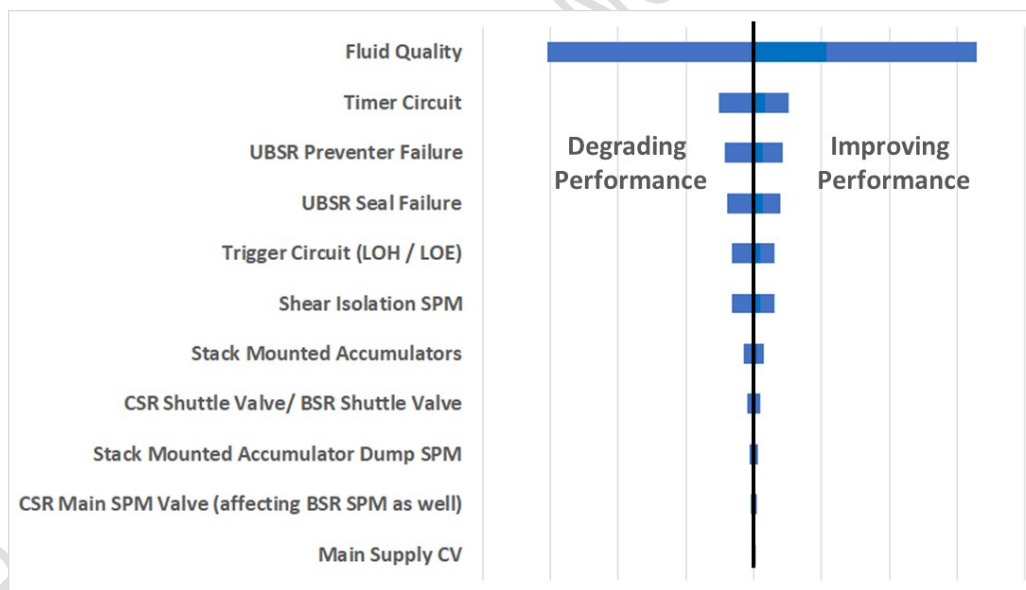 Fluid Quality
Timer Circuit
UBSR Preventer Failure
UBSR Seal Failure
Trigger Circuit (LOH / LOE)
Shear Isolation SPM
Stack Mounted Accumulators
CSR Shuttle Valve/ BSR Shuttle Valve
Stack Mounted Accumulator Dump SPM
CSR Main SPM Valve (affecting BSR SPM as well)
Main Supply CV
Degrading
Performance
Improving
Performance